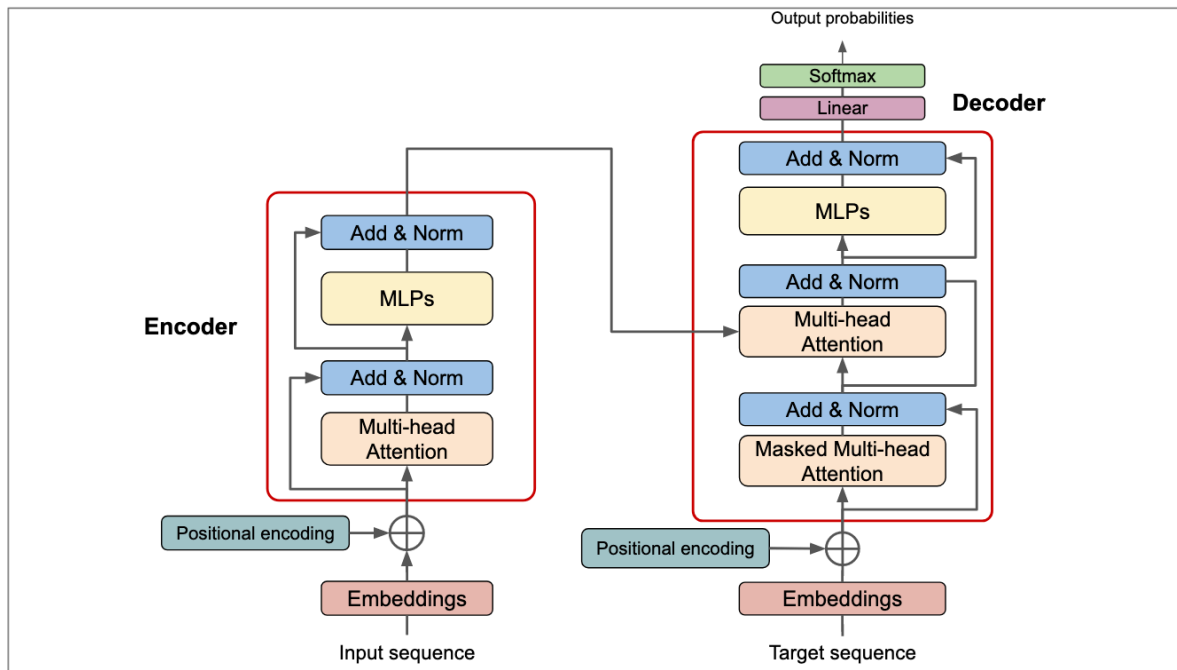 Output probabilities
Softmax
Linear
Decoder
Add & Norm
MLPs
Add & Norm
Multi-head
Attention
Add & Norm
Masked Multi-head
Attention
Positional encoding
Embeddings
Target sequence
Encoder
Add & Norm
MLPs
Add & Norm
Multi-head
Attention
Positional encoding
Embeddings
Input sequence